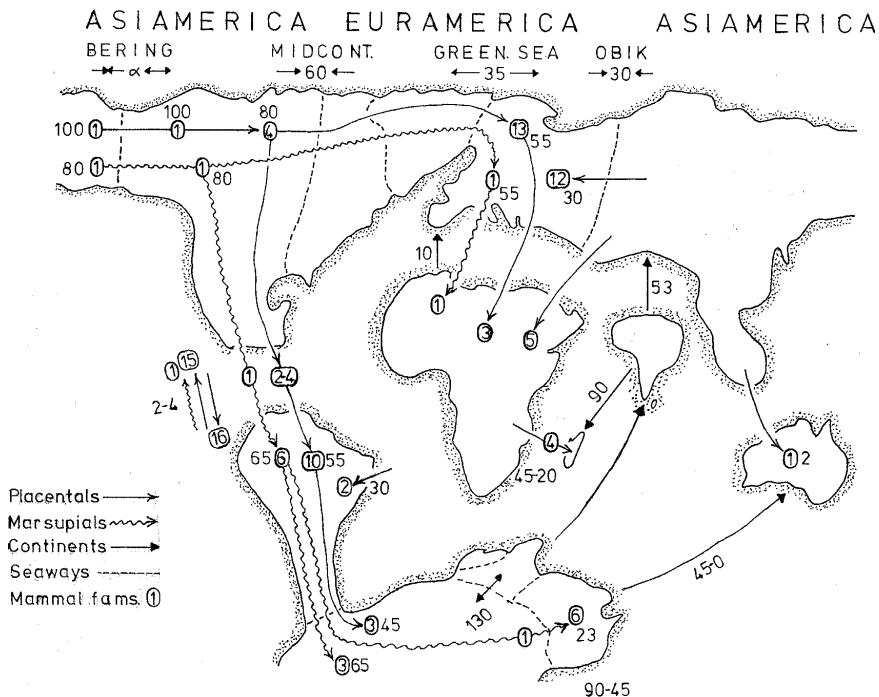 ASIAMERICA EURAMERICA ASIAMERICA
BERING MIDCONT. GREEN. SEA OBIK
α 60 35 30
100 80
100 1 1 4 13
55
80 1 1 80
1 55
12
30
10
53
1
3 5
1 15
1 2-4
90
2-4
16
4
65 6 10 55
45-20
1 2
2 30
Placentals
Marsupials
Continents
Seaways
Mammal fams. 1
45-0
130
3 45
6
1 23
3 65
90-45